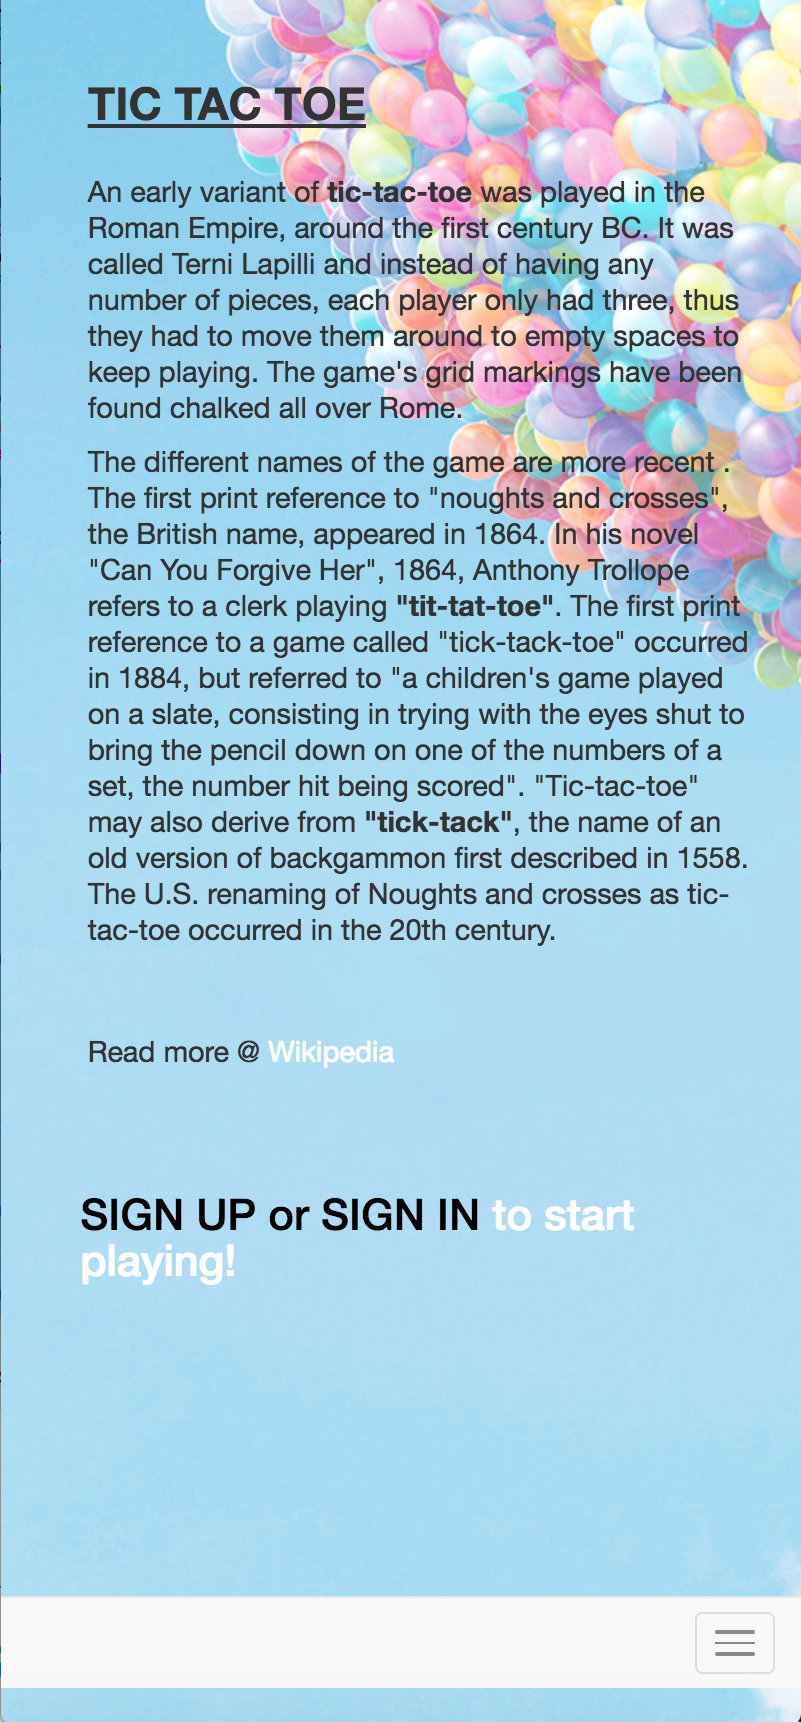 TIC TAC TOE
An early variant of tic-tac-toe was played in the
Roman Empire, around the first century BC. It was
called Terni Lapilli and instead of having any
number of pieces, each player only had three, thus
they had to move them around to empty spaces to
keep playing. The game's grid markings have been
found chalked all over Rome.
The different names of the game are more recent .
The first print reference to "noughts and crosses",
the British name, appeared in 1864. In his novel
"Can You Forgive Her", 1864, Anthony Trollope
refers to a clerk playing "tit-tat-toe". The first print
reference to a game called "tick-tack-toe" occurred
in 1884, but referred to "a children's game played
on a slate, consisting in trying with the eyes shut to
bring the pencil down on one of the numbers of a
set, the number hit being scored". "Tic-tac-toe"
may also derive from "tick-tack", the name of an
old version of backgammon first described in 1558.
The U.S. renaming of Noughts and crosses as tic-
tac-toe occurred in the 20th century.
Read more @ Wikipedia
SIGN UP or SIGN IN to start
playing!